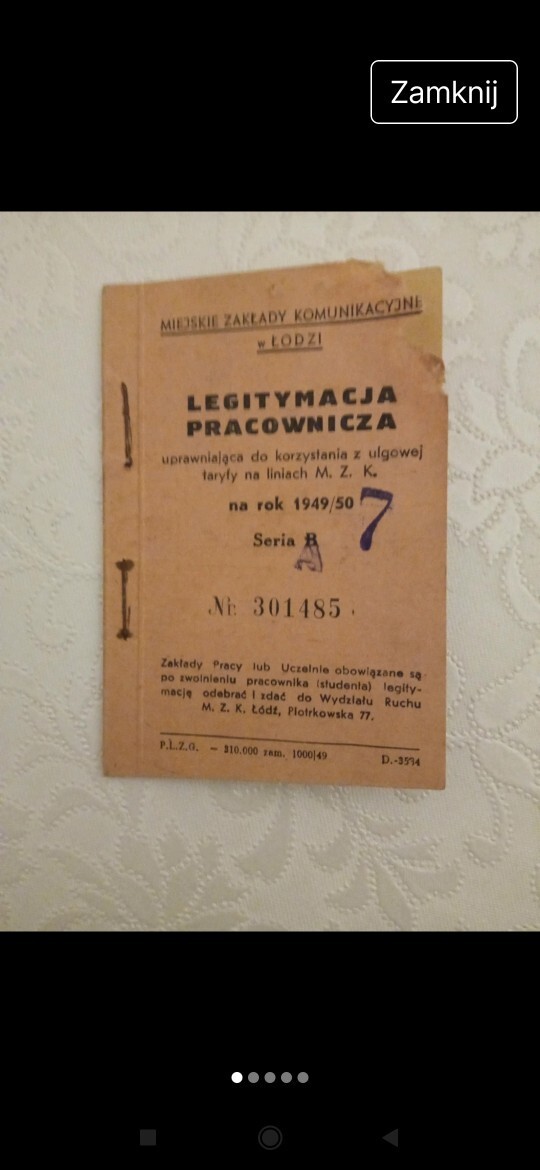 Zamknij
MIEJSKIE ZAKŁADY KOMUNIKACYJNE
w ŁODZI
LEGITYMACJA
PRACOWNICZA
uprawniająca do korzystania z ulgowej
taryfy na liniach M. Z. K.
na rok 1949/50 7
Seria B
A
Nr. 301485
Zakłady Pracy lub Uczelnie obowiązane są
po zwolnieniu pracownika (studenta) legity-
mację odebrać i zdać do Wydziału Ruchu
M. Z. K. Łódź, Piotrkowska 77.
P.Ł.Z.G. — 310.000 zam. 1000|49 D.-3534